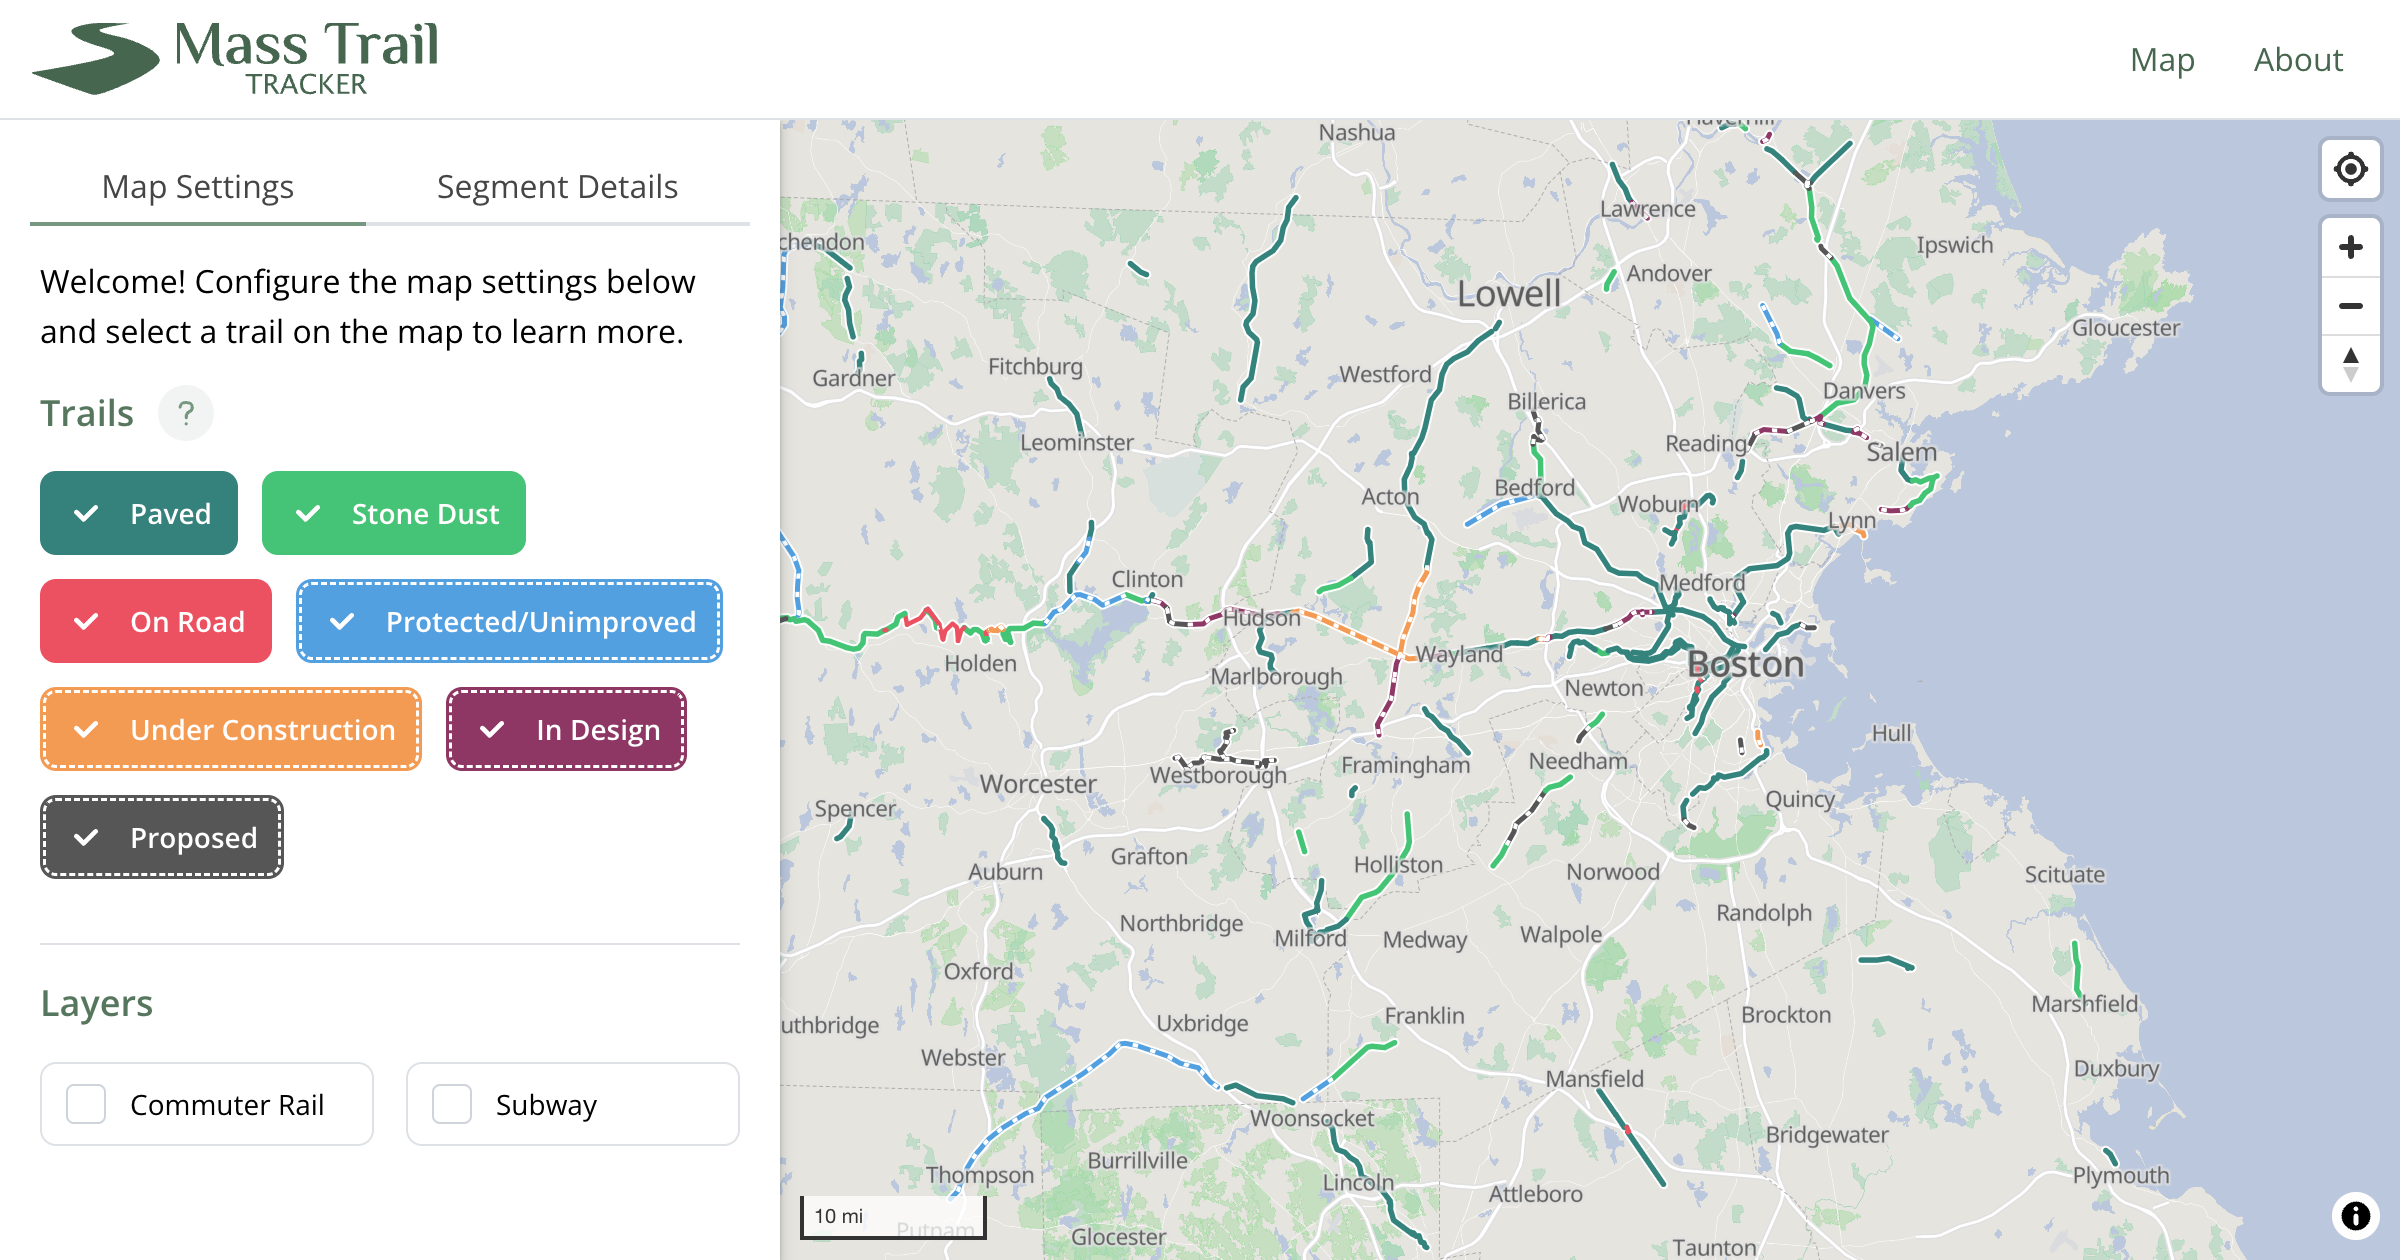 Mass Trail
TRACKER
Map
About
Map Settings
Segment Details
Welcome! Configure the map settings below
and select a trail on the map to learn more.
Trails
?
Paved
Stone Dust
On Road
Protected/Unimproved
Under Construction
In Design
Proposed
Layers
Commuter Rail
Subway
Nashua
Haverhill
Lawrence
chendon
Ipswich
Andover
Lowell
Gloucester
Gardner
Fitchburg
Westford
Danvers
Billerica
Leominster
Reading
Salem
Acton
Bedford
Woburn
Lynn
Clinton
Medford
Hudson
Holden
Wayland
Boston
Marlborough
Newton
Hull
Framingham
Needham
Westborough
Worcester
Spencer
Quincy
Grafton
Holliston
Auburn
Norwood
Scituate
Northbridge
Randolph
Milford
Medway
Walpole
Oxford
Marshfield
uthbridge
Uxbridge
Franklin
Brockton
Webster
Duxbury
Mansfield
Woonsocket
Bridgewater
Burrillville
Thompson
Lincoln
Plymouth
Attleboro
10 mi
Putnam
Glocester
Taunton